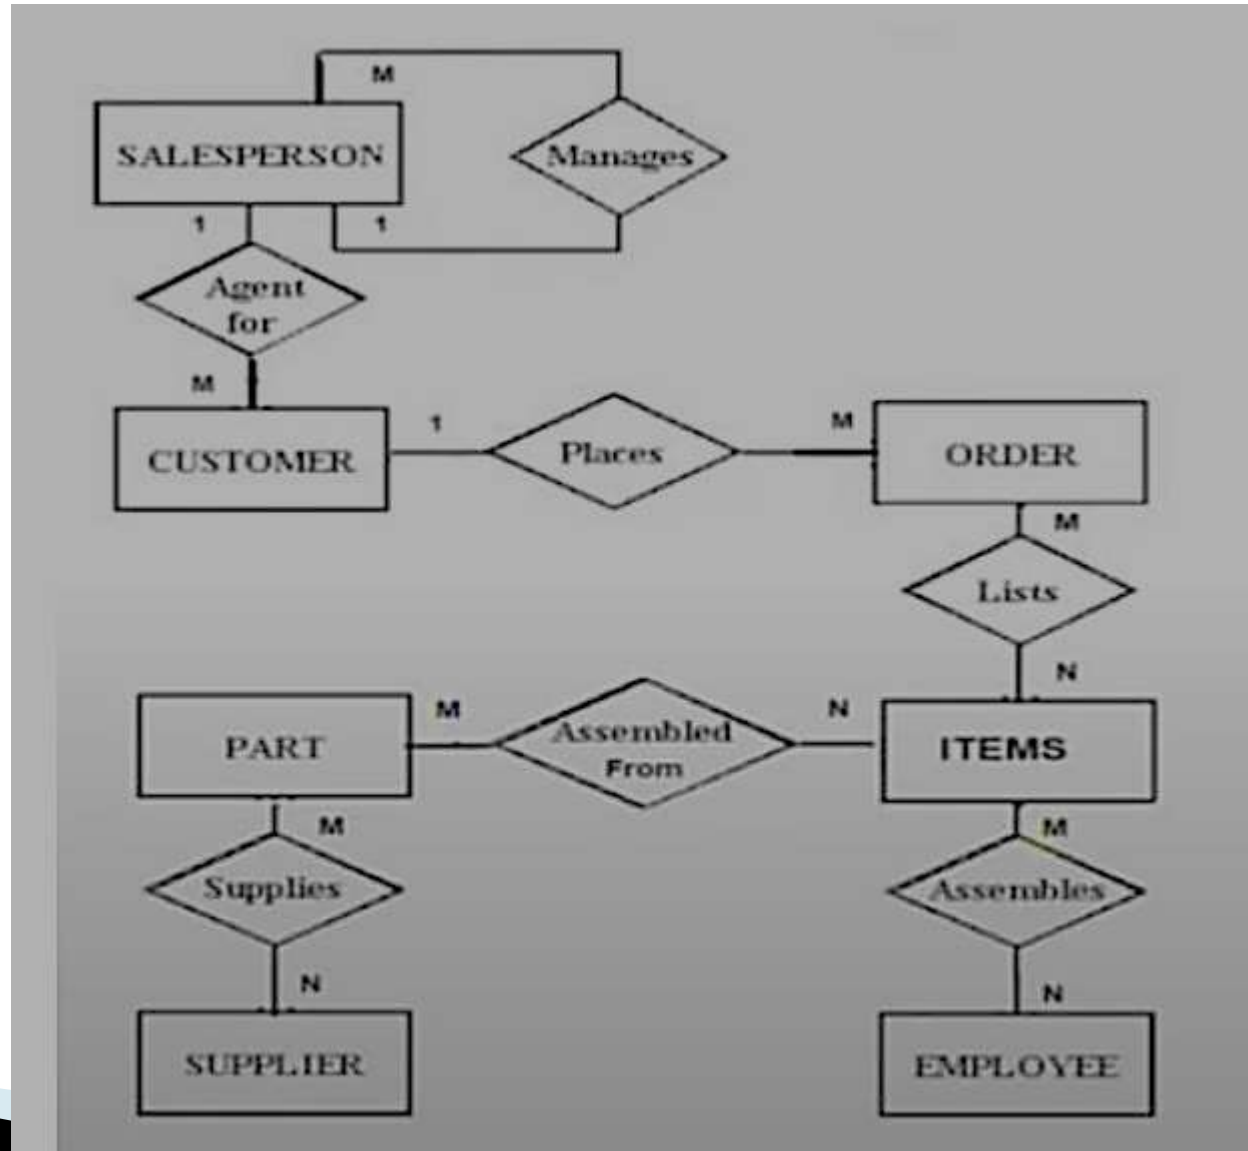 M
SALESPERSON
Manages
1
1
Agent
for
M
CUSTOMER
1
Places
M
ORDER
M
Lists
N
PART
M
Assembled
From
N
ITEMS
M
Supplies
N
SUPPLIER
M
Assembles
N
EMPLOYEE